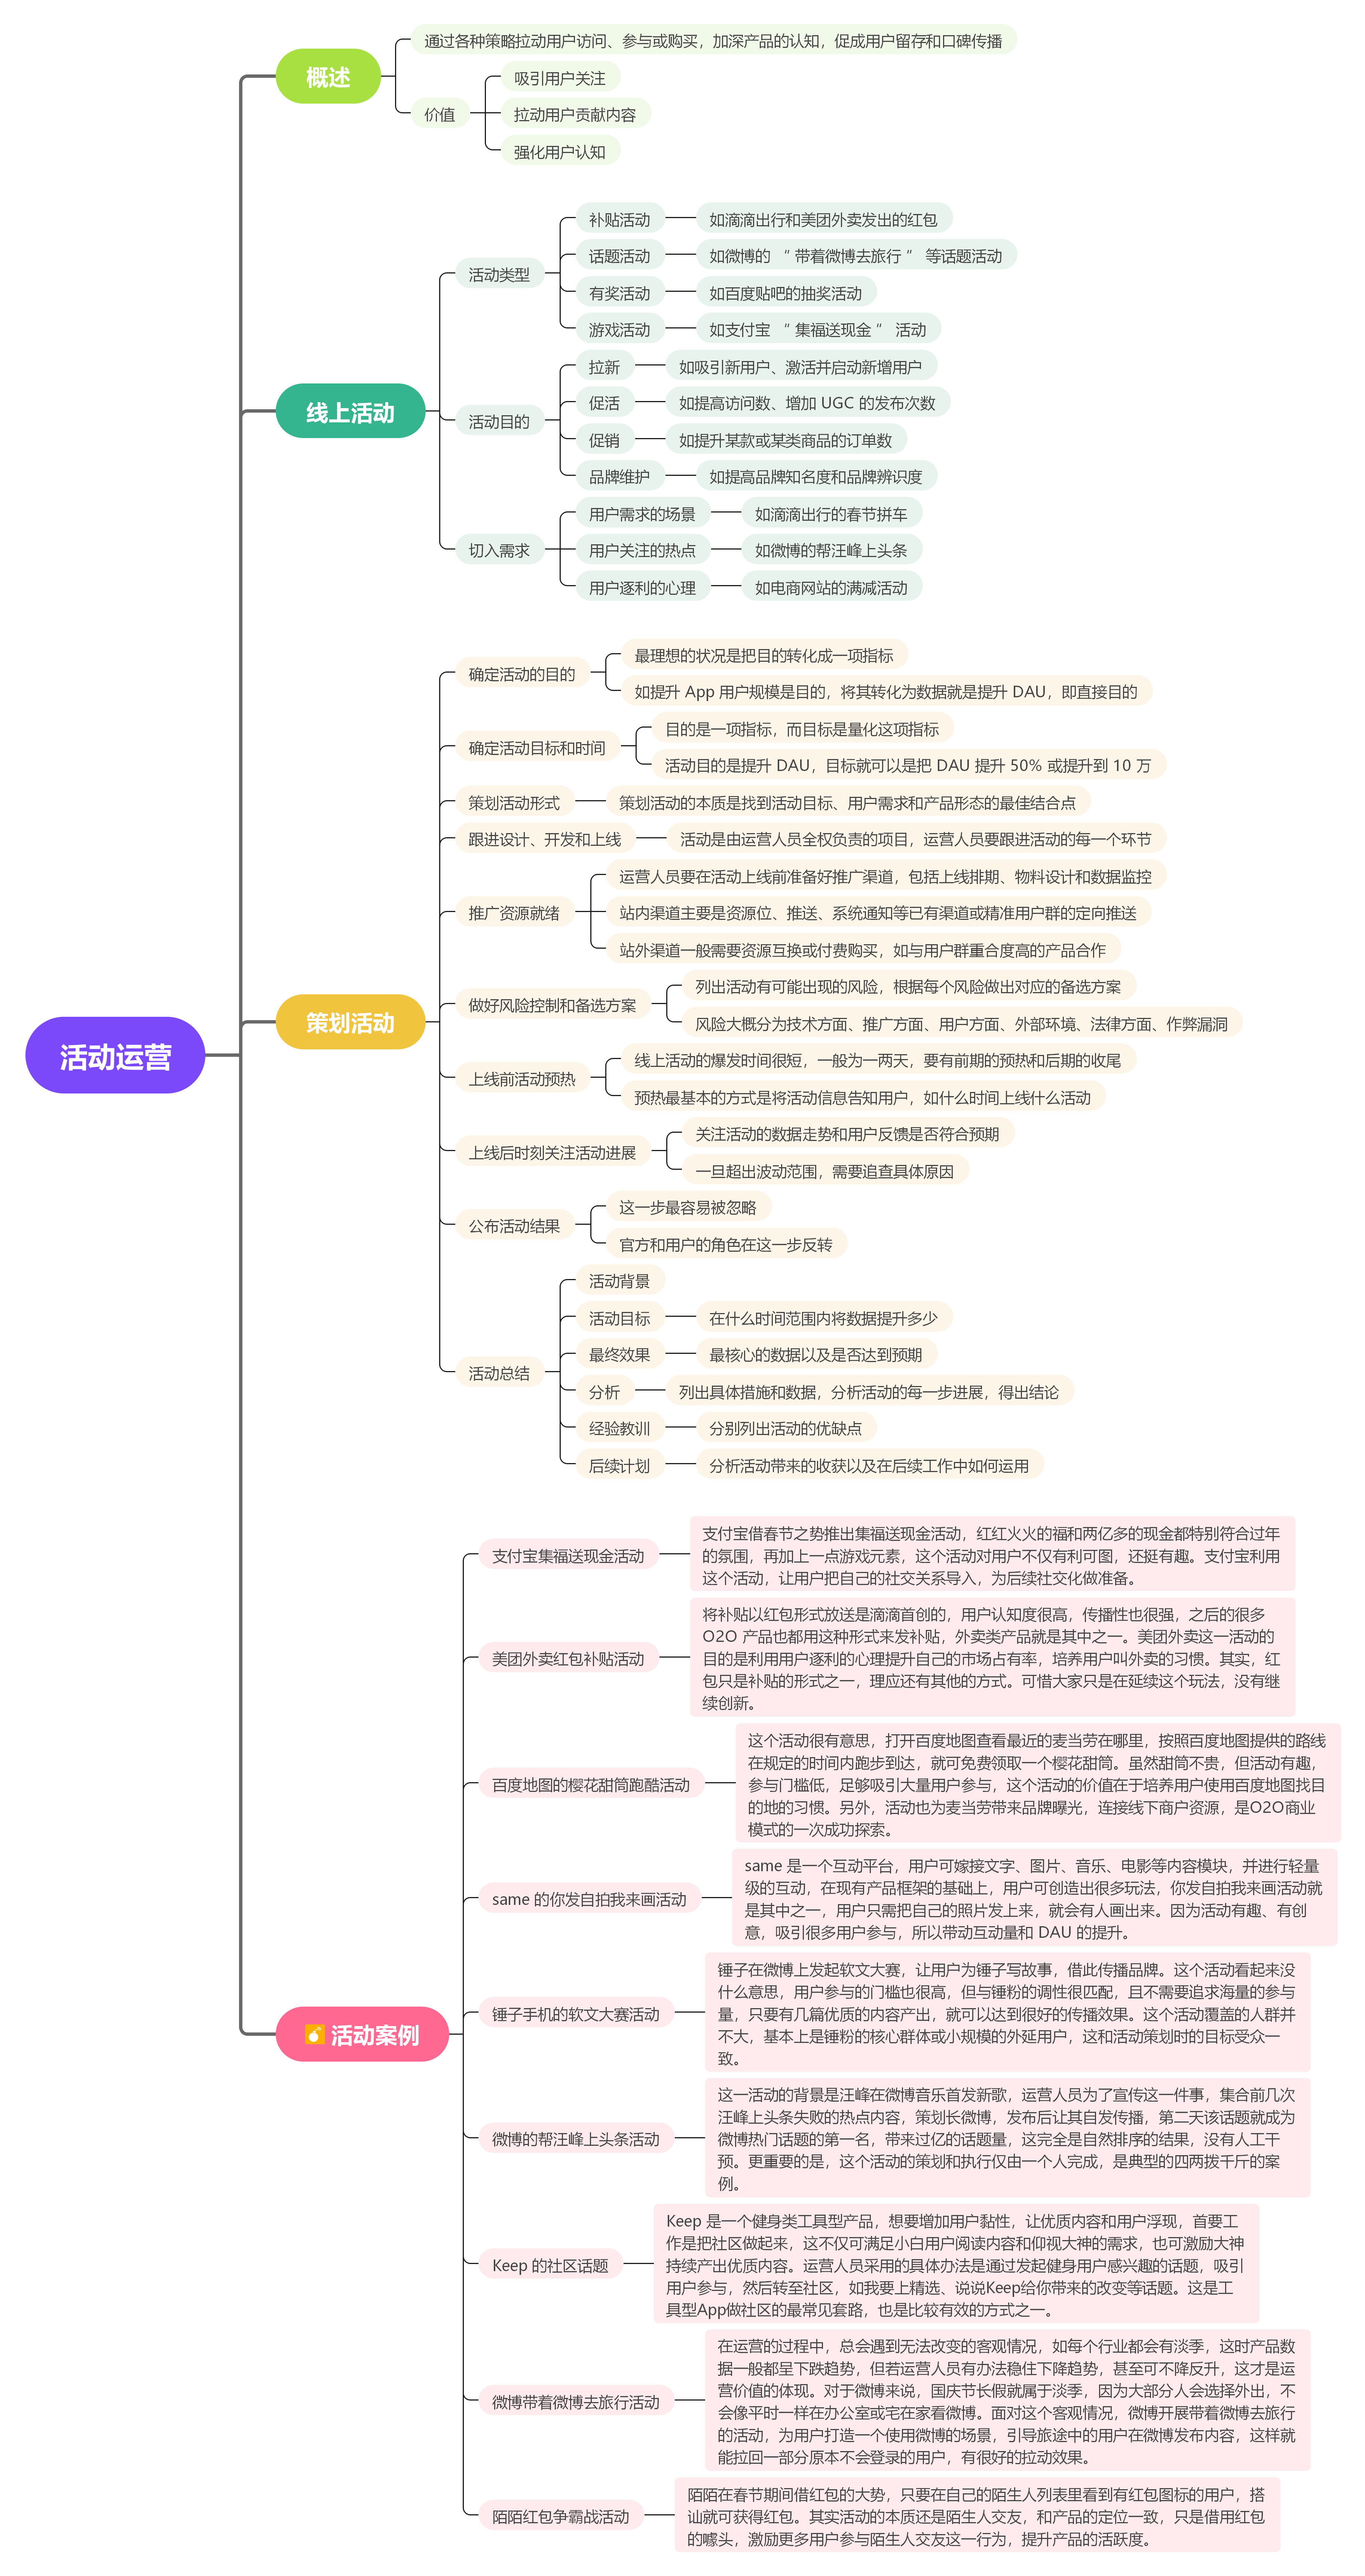 活动运营
概述
通过各种策略拉动用户访问、参与或购买，加深产品的认知，促成用户留存和口碑传播
价值
吸引用户关注
拉动用户贡献内容
强化用户认知
线上活动
活动类型
补贴活动
如滴滴出行和美团外卖发出的红包
话题活动
如微博的 “ 带着微博去旅行 ” 等话题活动
有奖活动
如百度贴吧的抽奖活动
游戏活动
如支付宝 “ 集福送现金 ” 活动
活动目的
拉新
如吸引新用户、激活并启动新增用户
促活
如提高访问数、增加 UGC 的发布次数
促销
如提升某款或某类商品的订单数
品牌维护
如提高品牌知名度和品牌辨识度
切入需求
用户需求的场景
如滴滴出行的春节拼车
用户关注的热点
如微博的帮汪峰上头条
用户逐利的心理
如电商网站的满减活动
策划活动
确定活动的目的
最理想的状况是把目的转化成一项指标
如提升 App 用户规模是目的，将其转化为数据就是提升 DAU，即直接目的
确定活动目标和时间
目的是一项指标，而目标是量化这项指标
活动目的是提升 DAU，目标就可以是把 DAU 提升 50% 或提升到 10 万
策划活动形式
策划活动的本质是找到活动目标、用户需求和产品形态的最佳结合点
跟进设计、开发和上线
活动是由运营人员全权负责的项目，运营人员要跟进活动的每一个环节
推广资源就绪
运营人员要在活动上线前准备好推广渠道，包括上线排期、物料设计和数据监控
站内渠道主要是资源位、推送、系统通知等已有渠道或精准用户群的定向推送
站外渠道一般需要资源互换或付费购买，如与用户群重合度高的产品合作
做好风险控制和备选方案
列出活动有可能出现的风险，根据每个风险做出对应的备选方案
风险大概分为技术方面、推广方面、用户方面、外部环境、法律方面、作弊漏洞
上线前活动预热
线上活动的爆发时间很短，一般为一两天，要有前期的预热和后期的收尾
预热最基本的方式是将活动信息告知用户，如什么时间上线什么活动
上线后时刻关注活动进展
关注活动的数据走势和用户反馈是否符合预期
一旦超出波动范围，需要追查具体原因
公布活动结果
这一步最容易被忽略
官方和用户的角色在这一步反转
活动总结
活动背景
活动目标
在什么时间范围内将数据提升多少
最终效果
最核心的数据以及是否达到预期
分析
列出具体措施和数据，分析活动的每一步进展，得出结论
经验教训
分别列出活动的优缺点
后续计划
分析活动带来的收获以及在后续工作中如何运用
活动案例
支付宝集福送现金活动
支付宝借春节之势推出集福送现金活动，红红火火的福和两亿多的现金都特别符合过年
的氛围，再加上一点游戏元素，这个活动对用户不仅有利可图，还挺有趣。支付宝利用
这个活动，让用户把自己的社交关系导入，为后续社交化做准备。
美团外卖红包补贴活动
将补贴以红包形式放送是滴滴首创的，用户认知度很高，传播性也很强，之后的很多
O2O 产品也都用这种形式来发补贴，外卖类产品就是其中之一。美团外卖这一活动的
目的是利用用户逐利的心理提升自己的市场占有率，培养用户叫外卖的习惯。其实，红
包只是补贴的形式之一，理应还有其他的方式。可惜大家只是在延续这个玩法，没有继
续创新。
百度地图的樱花甜筒跑酷活动
这个活动很有意思，打开百度地图查看最近的麦当劳在哪里，按照百度地图提供的路线
在规定的时间内跑步到达，就可免费领取一个樱花甜筒。虽然甜筒不贵，但活动有趣，
参与门槛低，足够吸引大量用户参与，这个活动的价值在于培养用户使用百度地图找目
的地的习惯。另外，活动也为麦当劳带来品牌曝光，连接线下商户资源，是O2O商业
模式的一次成功探索。
same 的你发自拍我来画活动
same 是一个互动平台，用户可嫁接文字、图片、音乐、电影等内容模块，并进行轻量
级的互动，在现有产品框架的基础上，用户可创造出很多玩法，你发自拍我来画活动就
是其中之一，用户只需把自己的照片发上来，就会有人画出来。因为活动有趣、有创
意，吸引很多用户参与，所以带动互动量和 DAU 的提升。
锤子手机的软文大赛活动
锤子在微博上发起软文大赛，让用户为锤子写故事，借此传播品牌。这个活动看起来没
什么意思，用户参与的门槛也很高，但与锤粉的调性很匹配，且不需要追求海量的参与
量，只要有几篇优质的内容产出，就可以达到很好的传播效果。这个活动覆盖的人群并
不大，基本上是锤粉的核心群体或小规模的外延用户，这和活动策划时的目标受众一
致。
微博的帮汪峰上头条活动
这一活动的背景是汪峰在微博音乐首发新歌，运营人员为了宣传这一件事，集合前几次
汪峰上头条失败的热点内容，策划长微博，发布后让其自发传播，第二天该话题就成为
微博热门话题的第一名，带来过亿的话题量，这完全是自然排序的结果，没有人工干
预。更重要的是，这个活动的策划和执行仅由一个人完成，是典型的四两拨千斤的案
例。
Keep 的社区话题
Keep 是一个健身类工具型产品，想要增加用户黏性，让优质内容和用户浮现，首要工
作是把社区做起来，这不仅可满足小白用户阅读内容和仰视大神的需求，也可激励大神
持续产出优质内容。运营人员采用的具体办法是通过发起健身用户感兴趣的话题，吸引
用户参与，然后转至社区，如我要上精选、说说Keep给你带来的改变等话题。这是工
具型App做社区的最常见套路，也是比较有效的方式之一。
微博带着微博去旅行活动
在运营的过程中，总会遇到无法改变的客观情况，如每个行业都会有淡季，这时产品数
据一般都呈下跌趋势，但若运营人员有办法稳住下降趋势，甚至可不降反升，这才是运
营价值的体现。对于微博来说，国庆节长假就属于淡季，因为大部分人会选择外出，不
会像平时一样在办公室或宅在家看微博。面对这个客观情况，微博开展带着微博去旅行
的活动，为用户打造一个使用微博的场景，引导旅途中的用户在微博发布内容，这样就
能拉回一部分原本不会登录的用户，有很好的拉动效果。
陌陌红包争霸战活动
陌陌在春节期间借红包的大势，只要在自己的陌生人列表里看到有红包图标的用户，搭
讪就可获得红包。其实活动的本质还是陌生人交友，和产品的定位一致，只是借用红包
的噱头，激励更多用户参与陌生人交友这一行为，提升产品的活跃度。